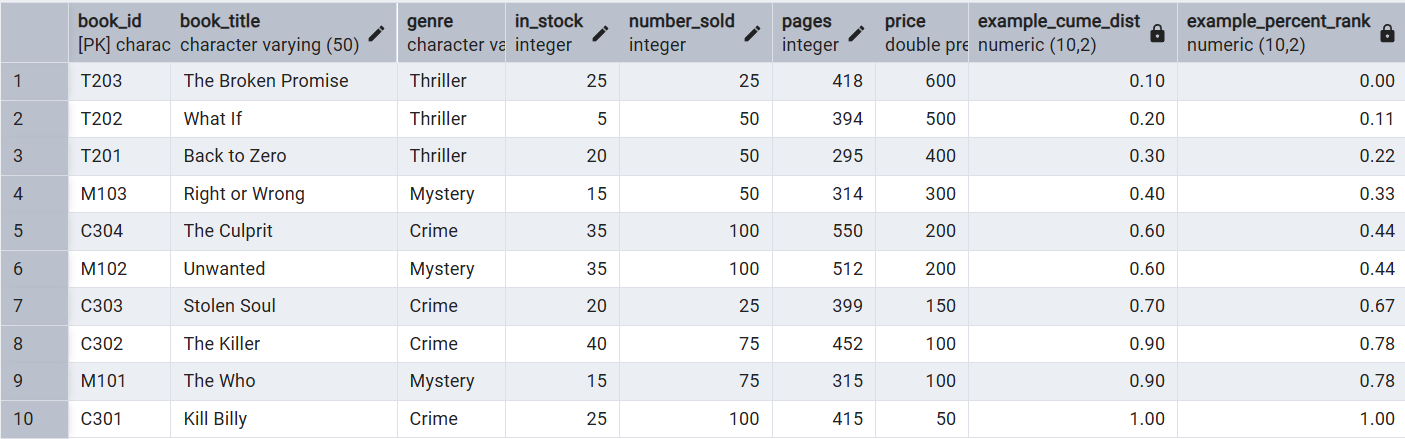 book_id book_title genre in_stock number_sold pages price example_cume_dist example_percent_rank
[PK] charac character varying (50) character va integer integer integer double pre numeric (10,2) numeric (10,2)
1 T203 The Broken Promise Thriller 25 25 418 600 0.10 0.00
2 T202 What If Thriller 5 50 394 500 0.20 0.11
3 T201 Back to Zero Thriller 20 50 295 400 0.30 0.22
4 M103 Right or Wrong Mystery 15 50 314 300 0.40 0.33
5 C304 The Culprit Crime 35 100 550 200 0.60 0.44
6 M102 Unwanted Mystery 35 100 512 200 0.60 0.44
7 C303 Stolen Soul Crime 20 25 399 150 0.70 0.67
8 C302 The Killer Crime 40 75 452 100 0.90 0.78
9 M101 The Who Mystery 15 75 315 100 0.90 0.78
10 C301 Kill Billy Crime 25 100 415 50 1.00 1.00